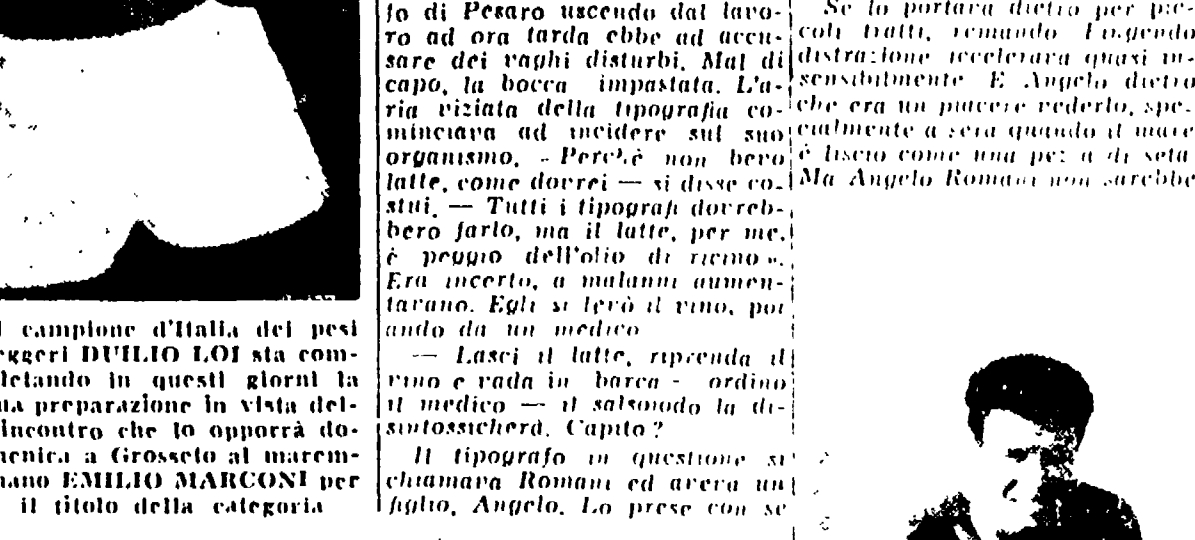 campione d'Italia dei pesi
eggeri DUILIO LOI sta com-
letando in questi giorni la
ua preparazione in vista del-
incontro che lo opporrà do-
menica a Grosseto al marem-
mano EMILIO MARCONI per
il titolo della categoria
fo di Pesaro uscendo dal lavo-
ro ad ora tarda ebbe ad accu-
sare dei vaghi disturbi. Mal di
capo, la bocca impastata. L'a-
ria viziata della tipografia co-
minciava ad incidere sul suo
organismo. - Perchè non bevo
latte, come dovrei — si disse co-
stui. — Tutti i tipografi dovreb-
bero farlo, ma il latte, per me,
è peggio dell'olio di ricino ».
Era incerto, a malanni aumen-
tavano. Egli si levò il vino, poi
ando da un medico
— Lasci il latte, riprenda il
vino e vada in barca - ordino
il medico — il salsoiodo la di-
sintossicherà. Capito?
Il tipografo in questione si
chiamava Romani ed aveva un
figlio, Angelo. Lo prese con se
Se lo portava dietro per pic-
coli tratti, remando Fingendo
distrazione accelerava quasi in-
sensibilmente E Angelo dietro
che era un piacere vederlo, spe-
cialmente a sera quando il mare
è liscio come una pezza di seta
Ma Angelo Romani non sarebbe